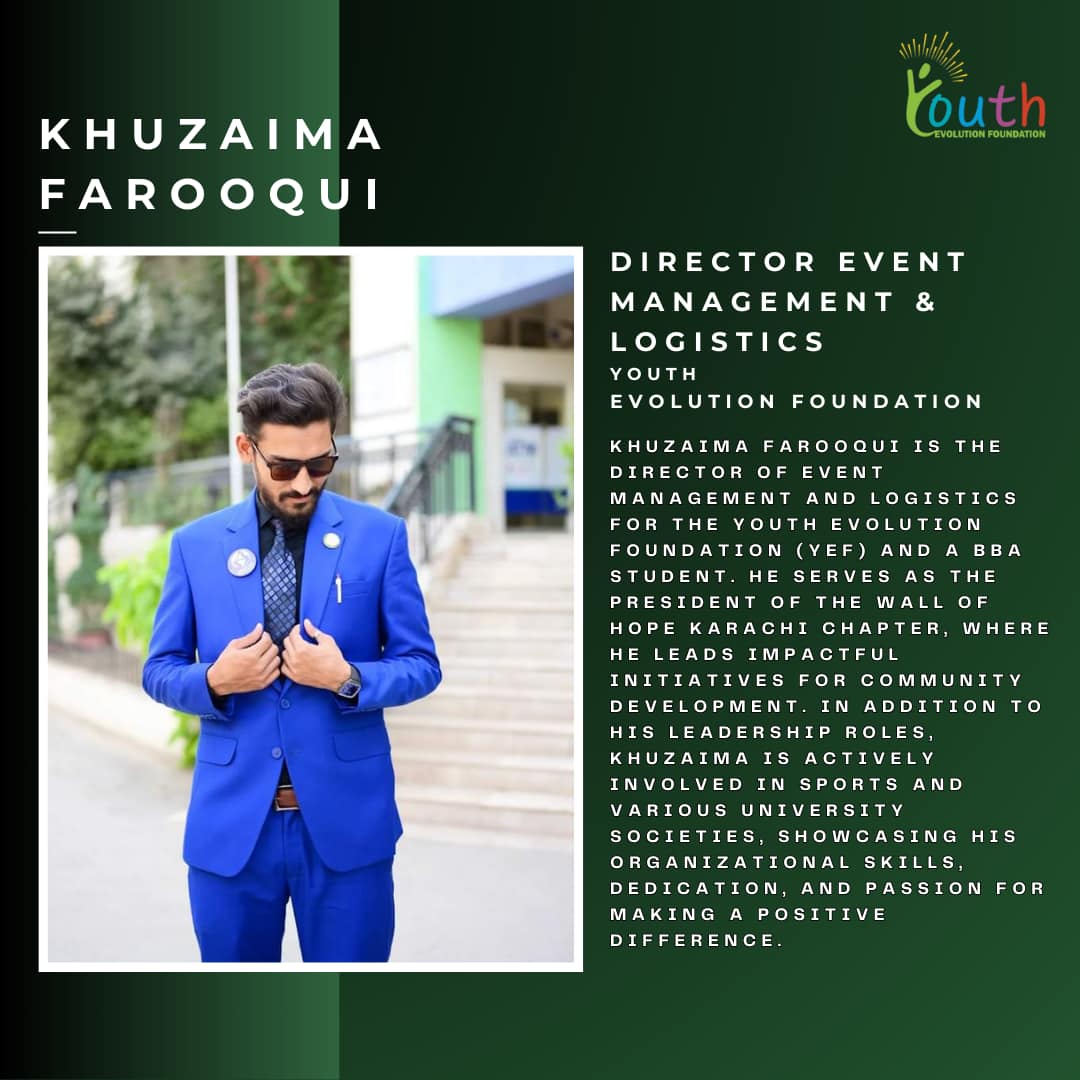 Youth
EVOLUTION FOUNDATION
KHUZAIMA
FAROOQUI
DIRECTOR EVENT
MANAGEMENT &
LOGISTICS
YOUTH
EVOLUTION FOUNDATION
KHUZAIMA FAROOQUI IS THE
DIRECTOR OF EVENT
MANAGEMENT AND LOGISTICS
FOR THE YOUTH EVOLUTION
FOUNDATION (YEF) AND A BBA
STUDENT. HE SERVES AS THE
PRESIDENT OF THE WALL OF
HOPE KARACHI CHAPTER, WHERE
HE LEADS IMPACTFUL
INITIATIVES FOR COMMUNITY
DEVELOPMENT. IN ADDITION TO
HIS LEADERSHIP ROLES,
KHUZAIMA IS ACTIVELY
INVOLVED IN SPORTS AND
VARIOUS UNIVERSITY
SOCIETIES, SHOWCASING HIS
ORGANIZATIONAL SKILLS,
DEDICATION, AND PASSION FOR
MAKING A POSITIVE
DIFFERENCE.